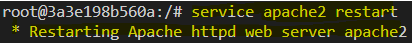 root@3a3e198b560a:/# service apache2 restart
 * Restarting Apache httpd web server apache2